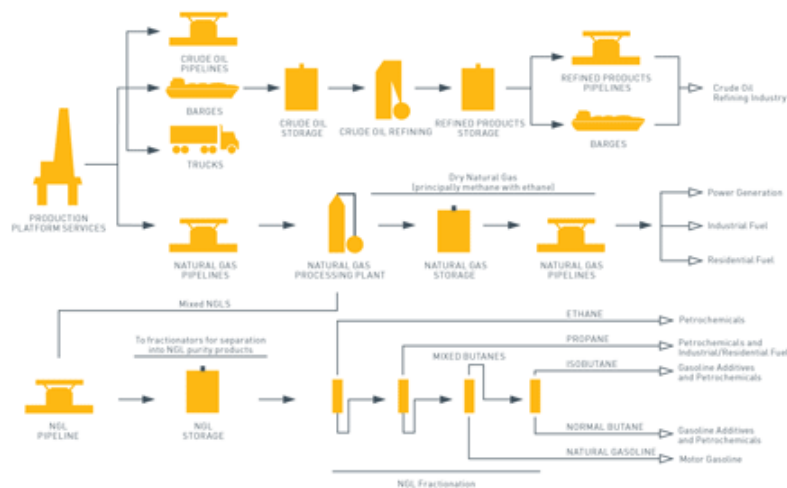 CRUDE OIL
PIPELINES
BARGES
TRUCKS
CRUDE OIL
STORAGE
CRUDE OIL REFINING
REFINED PRODUCTS
STORAGE
REFINED PRODUCTS
PIPELINES
BARGES
Crude Oil
Refining Industry
PRODUCTION
PLATFORM SERVICES
NATURAL GAS
PIPELINES
NATURAL GAS
PROCESSING PLANT
Dry Natural Gas
(principally methane with ethane)
NATURAL GAS
STORAGE
NATURAL GAS
PIPELINES
Power Generation
Industrial Fuel
Residential Fuel
Mixed NGLS
To fractionators for separation
into NGL purity products
NGL
PIPELINE
NGL
STORAGE
ETHANE
Petrochemicals
PROPANE
Petrochemicals and
Industrial/Residential Fuel
MIXED BUTANES
ISOBUTANE
Gasoline Additives
and Petrochemicals
NORMAL BUTANE
Gasoline Additives
and Petrochemicals
NATURAL GASOLINE
Motor Gasoline
NGL Fractionation